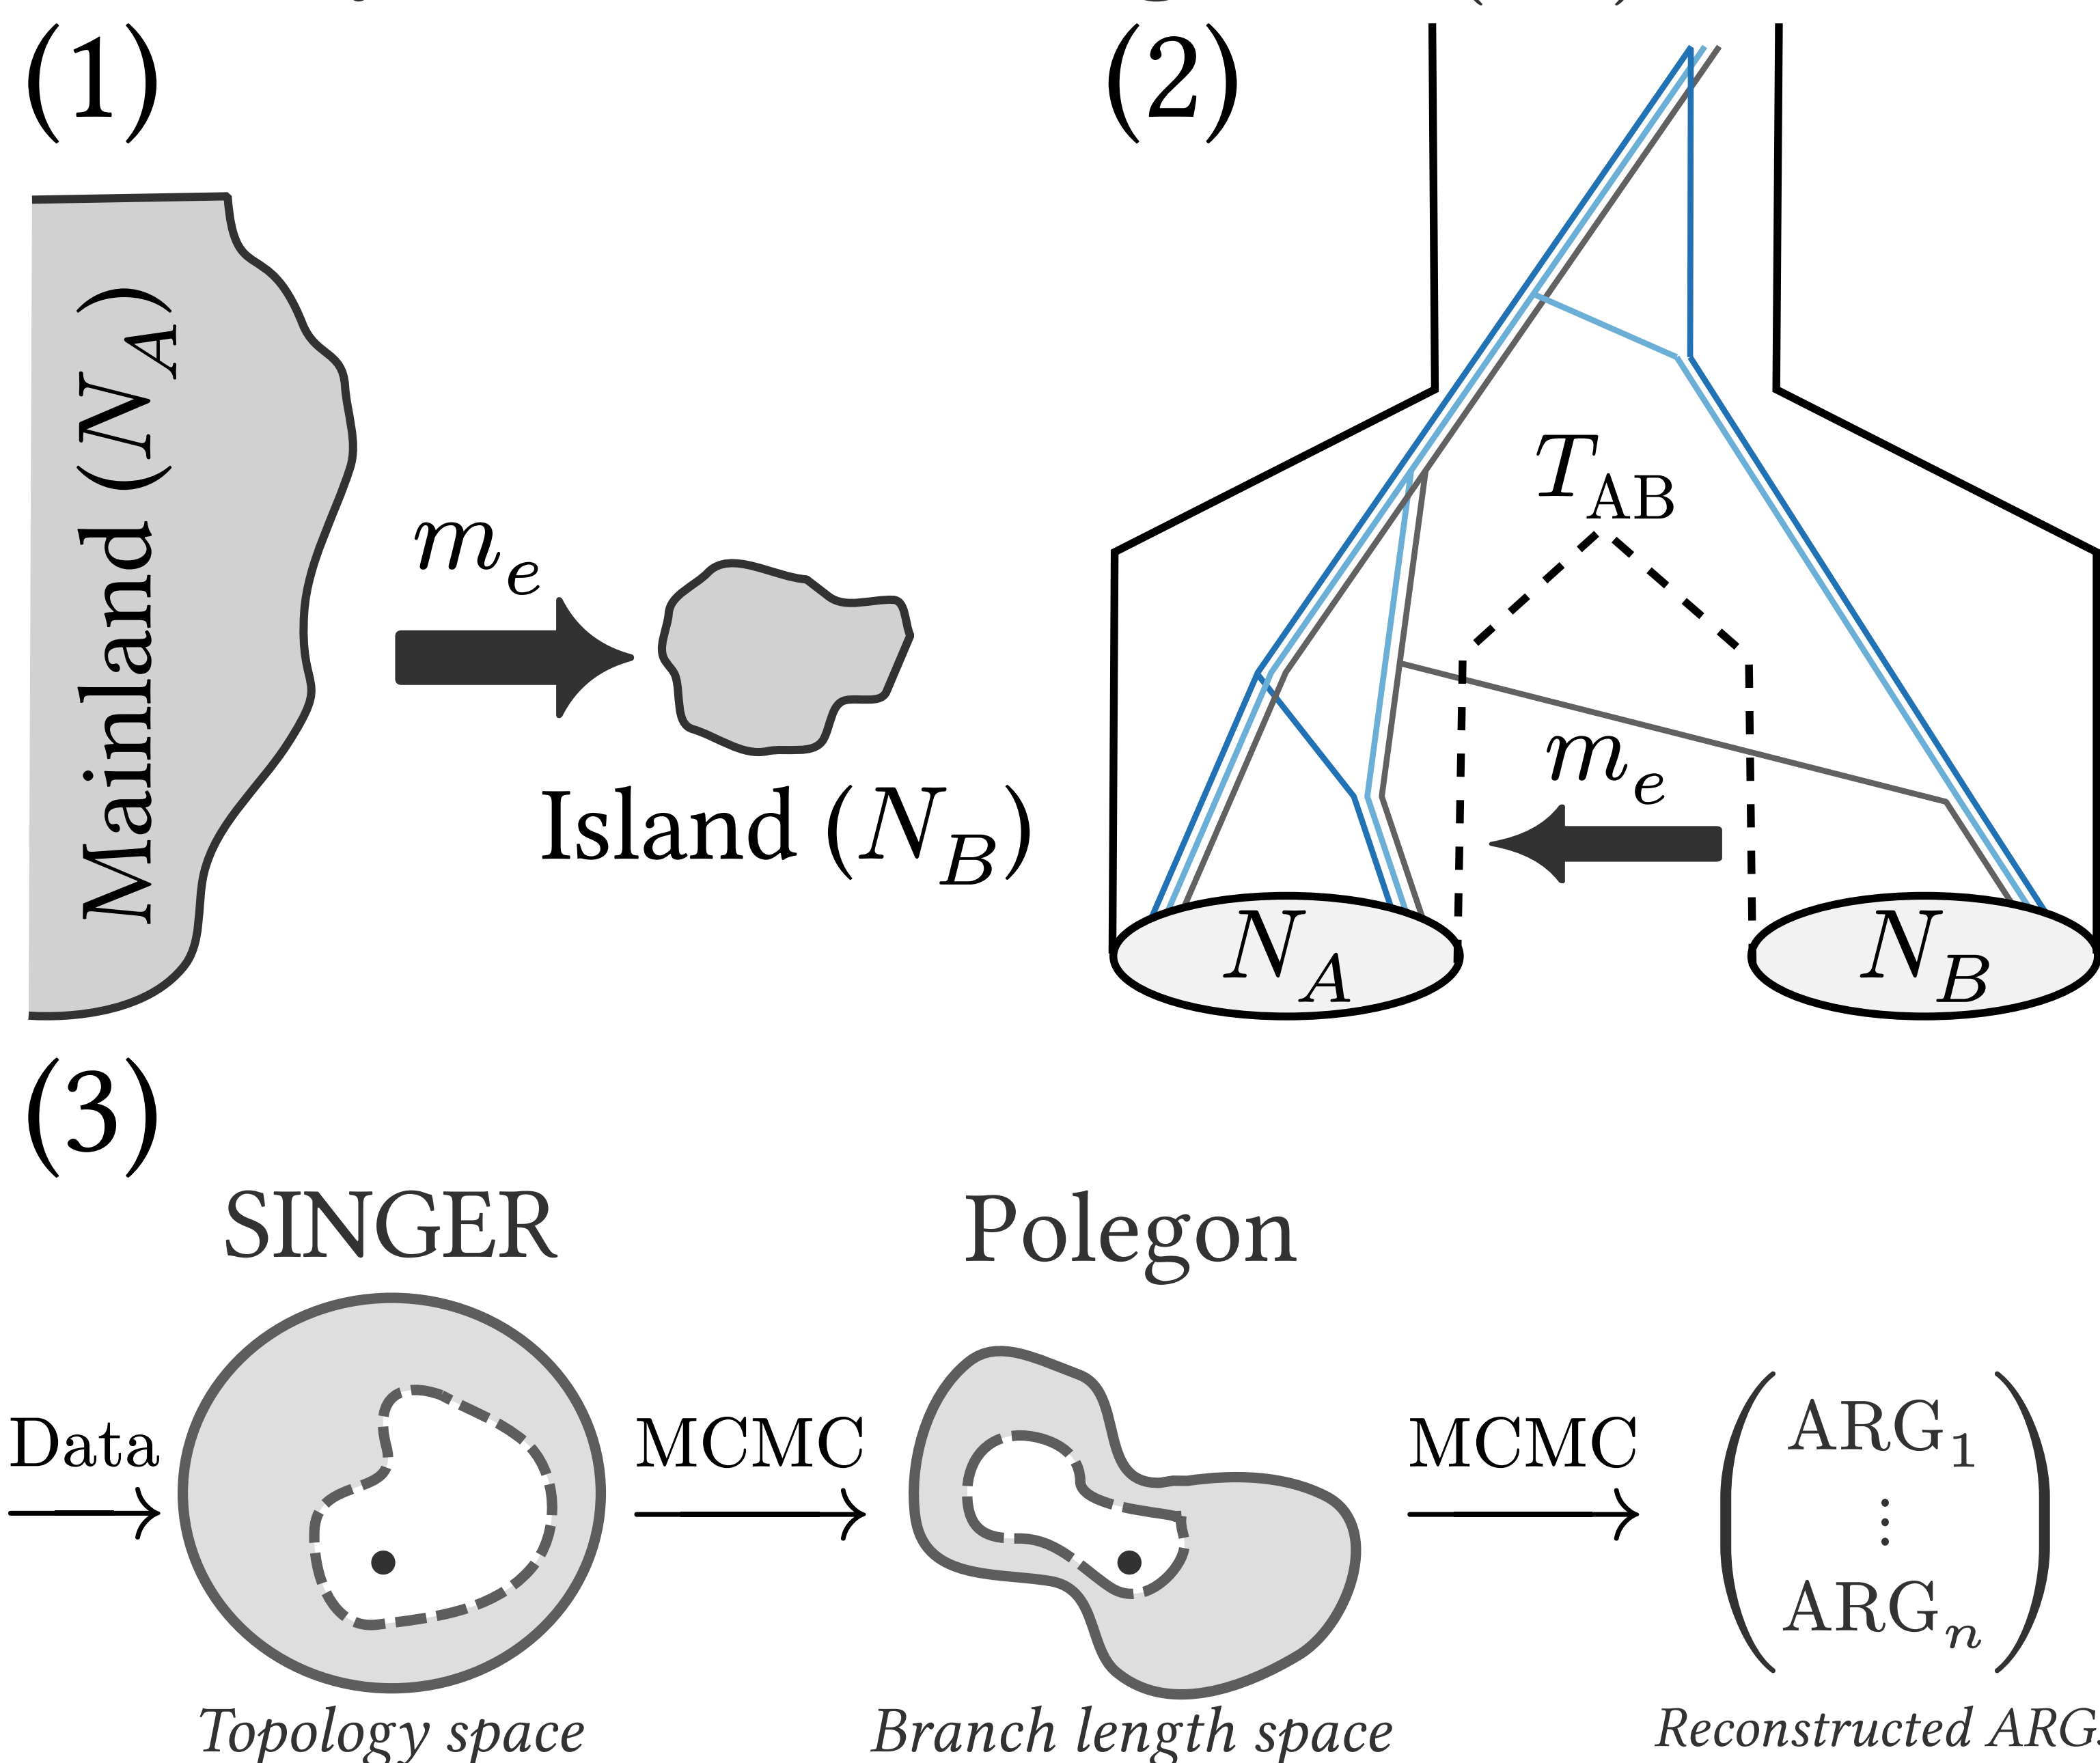 (1)
Mainland (N_A)
m_e
Island (N_B)
(2)
T_AB
m_e
N_A
N_B
(3)
SINGER
Polegon
Data
MCMC
MCMC
ARG_1
⋮
ARG_n
Topology space
Branch length space
Reconstructed ARG